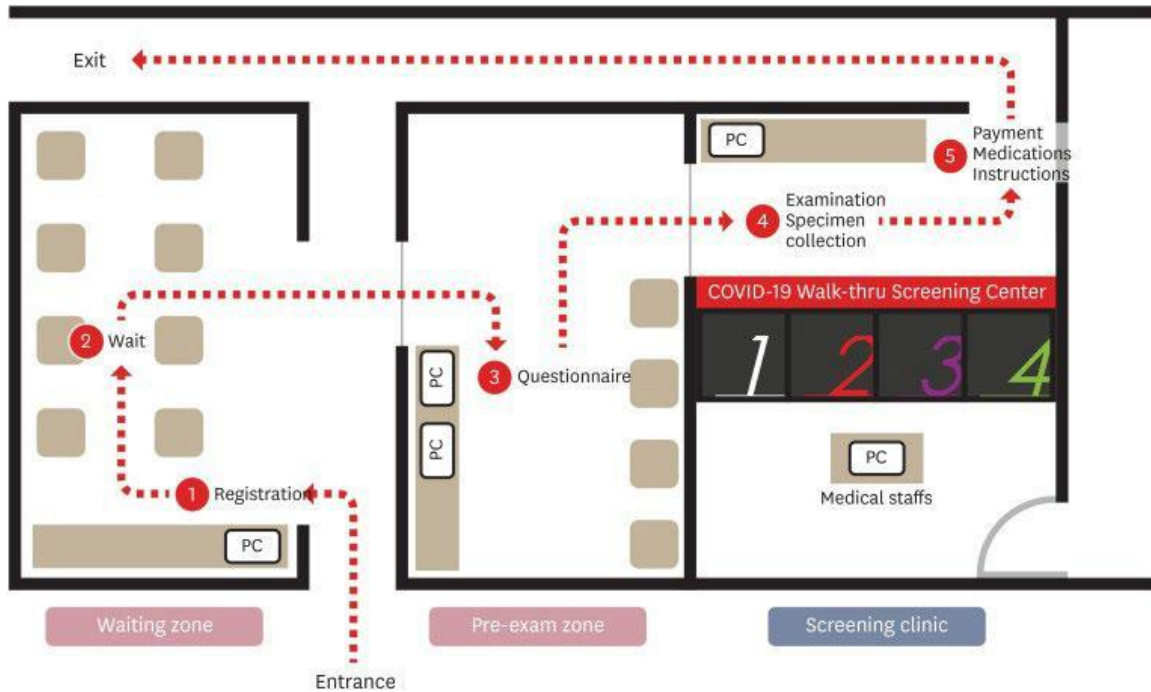 Exit
PC
5 Payment
Medications
Instructions
4 Examination
Specimen
collection
COVID-19 Walk-thru Screening Center
1 2 3 4
2 Wait
3 Questionnaire
PC
PC
PC
Medical staffs
1 Registration
PC
Waiting zone
Pre-exam zone
Screening clinic
Entrance